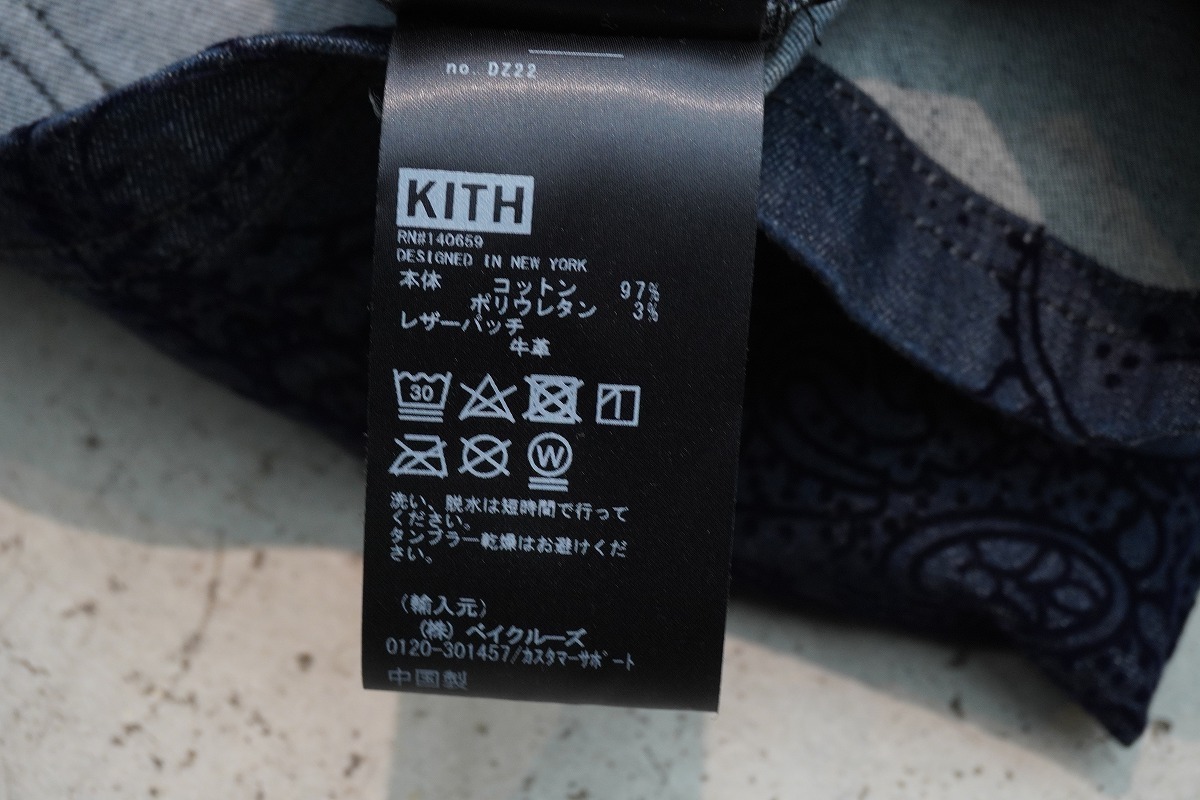 no. DZ22
KITH
RN#140659
DESIGNED IN NEW YORK
本体 コットン 97%
ポリウレタン 3%
レザーパッチ
牛革
30
W
洗い、脱水は短時間で行って
ください。
タンブラー乾燥はお避けくだ
さい。
(輸入元)
(株) ベイクルーズ
0120-301457/カスタマーサポート
中国製